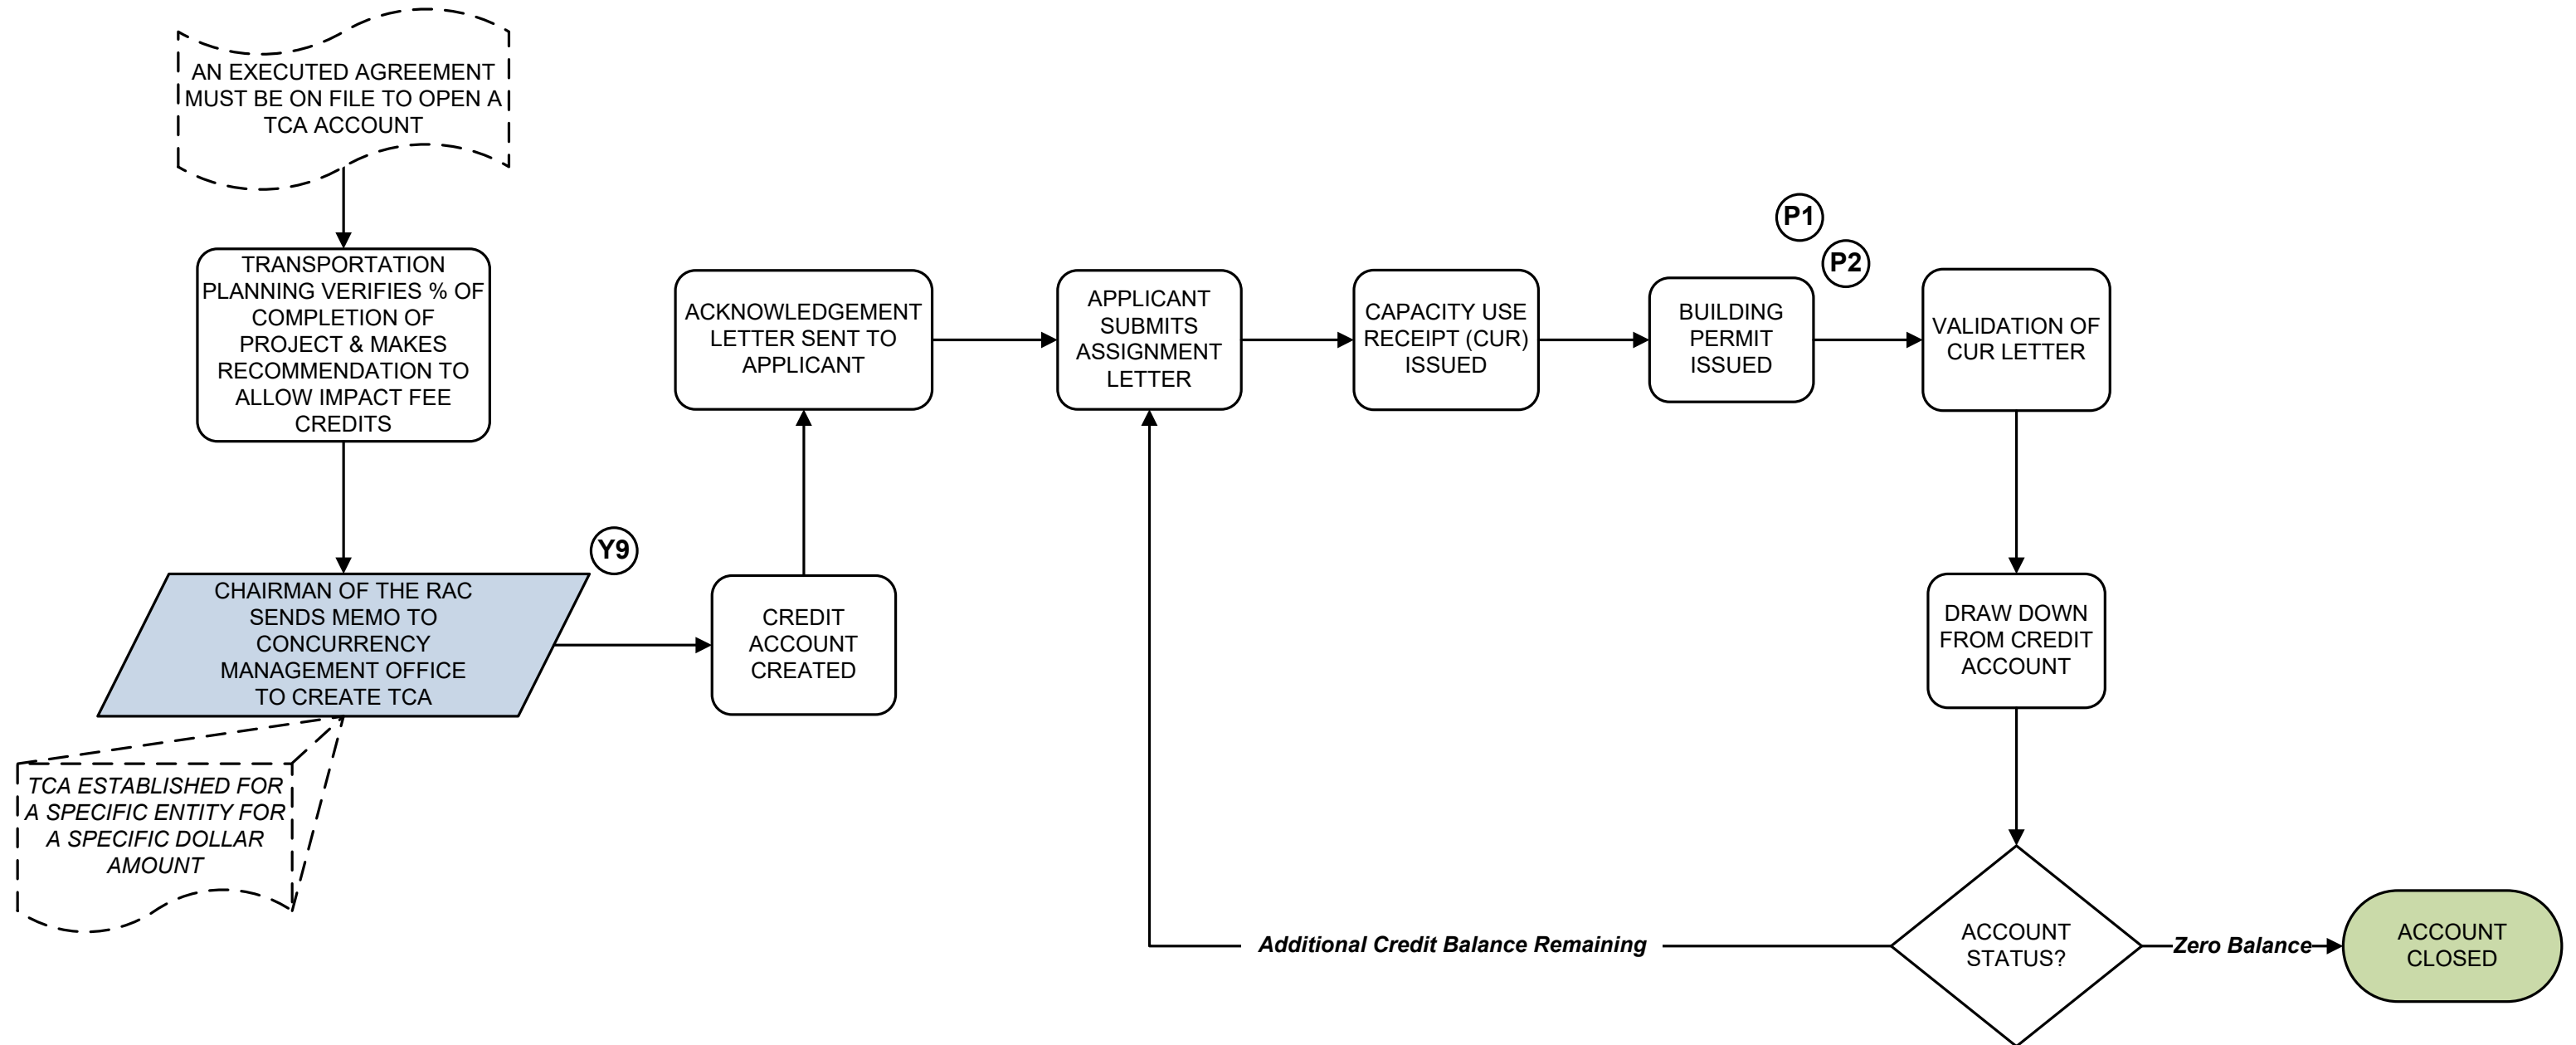 AN EXECUTED AGREEMENT
MUST BE ON FILE TO OPEN A
TCA ACCOUNT
TRANSPORTATION
PLANNING VERIFIES % OF
COMPLETION OF
PROJECT & MAKES
RECOMMENDATION TO
ALLOW IMPACT FEE
CREDITS
CHAIRMAN OF THE RAC
SENDS MEMO TO
CONCURRENCY
MANAGEMENT OFFICE
TO CREATE TCA
Y9
TCA ESTABLISHED FOR
A SPECIFIC ENTITY FOR
A SPECIFIC DOLLAR
AMOUNT
CREDIT
ACCOUNT
CREATED
ACKNOWLEDGEMENT
LETTER SENT TO
APPLICANT
APPLICANT
SUBMITS
ASSIGNMENT
LETTER
CAPACITY USE
RECEIPT (CUR)
ISSUED
BUILDING
PERMIT
ISSUED
P1
P2
VALIDATION OF
CUR LETTER
DRAW DOWN
FROM CREDIT
ACCOUNT
ACCOUNT
STATUS?
Additional Credit Balance Remaining
Zero Balance
ACCOUNT
CLOSED